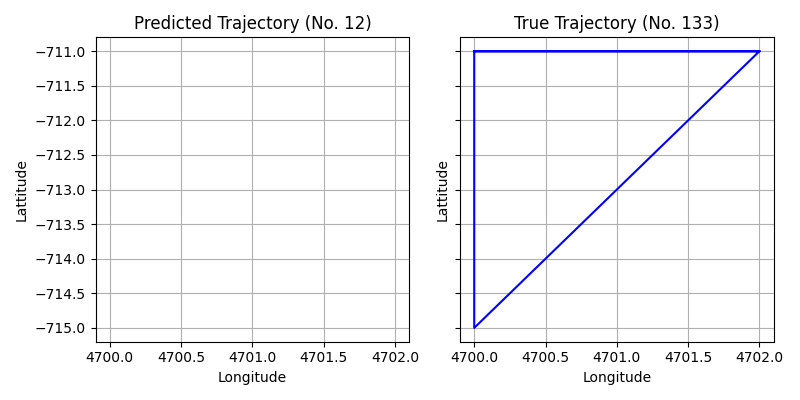 Predicted Trajectory (No. 12)
−711.0
−711.5
−712.0
−712.5
−713.0
−713.5
−714.0
−714.5
−715.0
Lattitude
4700.0 4700.5 4701.0 4701.5 4702.0
Longitude
True Trajectory (No. 133)
Lattitude
4700.0 4700.5 4701.0 4701.5 4702.0
Longitude